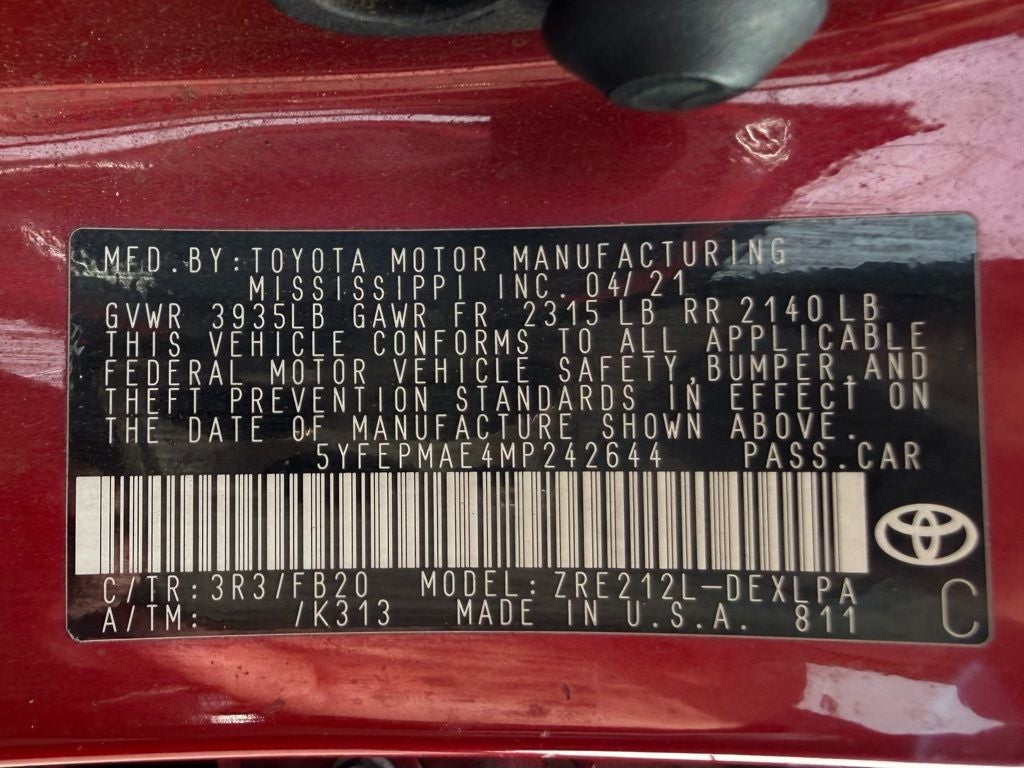 MFD.BY:TOYOTA MOTOR MANUFACTURING
MISSISSIPPI INC. 04/21
GVWR 3935LB GAWR FR 2315LB RR 2140LB
THIS VEHICLE CONFORMS TO ALL APPLICABLE
FEDERAL MOTOR VEHICLE SAFETY,BUMPER,AND
THEFT PREVENTION STANDARDS IN EFFECT ON
THE DATE OF MANUFACTURE SHOWN ABOVE.
5YFEPMAE4MP242644 PASS.CAR
C/TR:3R3/FB20 MODEL:ZRE212L-DEXLPA
A/TM: /K313 MADE IN U.S.A. 811
C